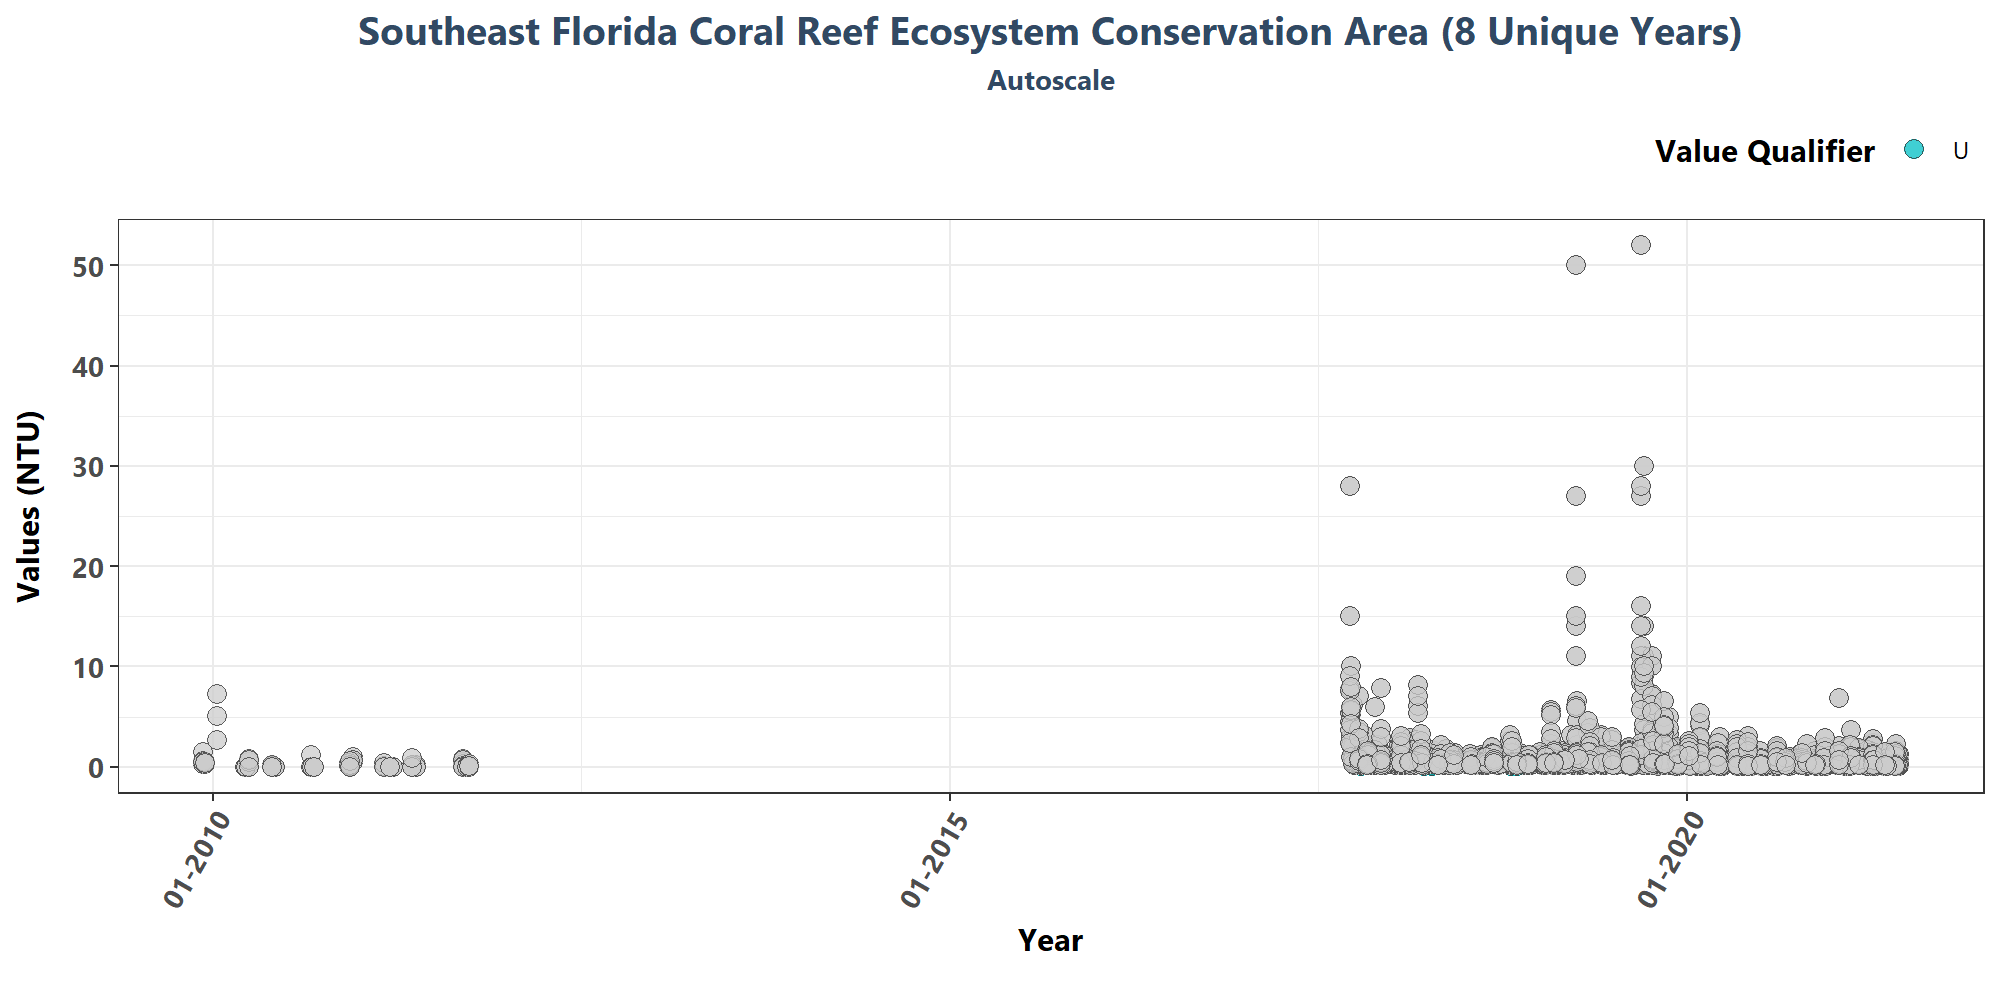 Southeast Florida Coral Reef Ecosystem Conservation Area (8 Unique Years)
Autoscale
Value Qualifier U
Values (NTU)
50
40
30
20
10
0
01-2010 01-2015 01-2020
Year